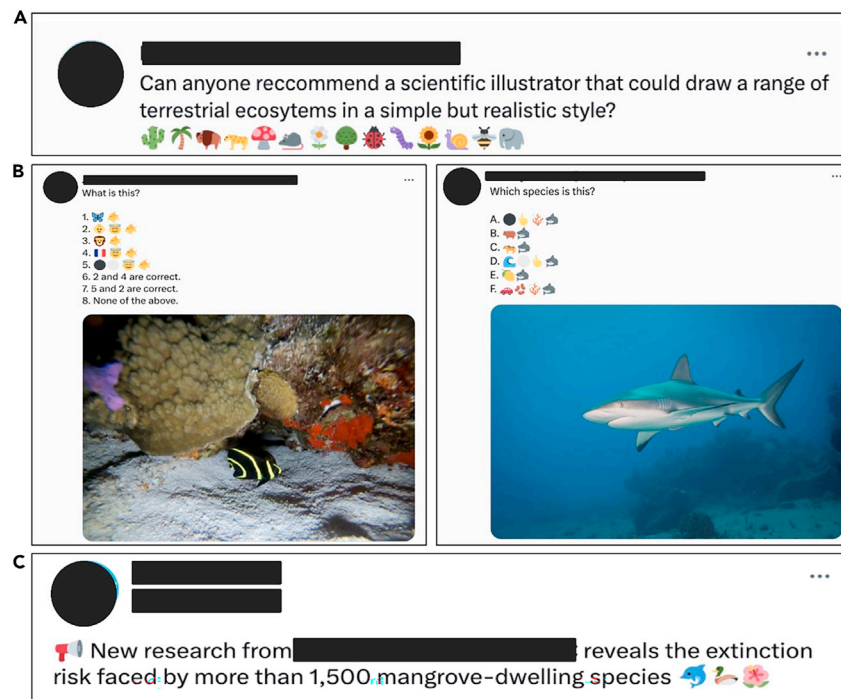 A
Can anyone reccommend a scientific illustrator that could draw a range of
terrestrial ecosytems in a simple but realistic style?
🌵🌴🦬🐆🍄🐀🌼🌳🐞🐛🌻🐌🐝🐘
B
What is this?
1. 🦋🐠
2. 👶😇🐠
3. 🦁🐠
4. 🇫🇷😇🐠
5. ⚫⚪😇🐠
6. 2 and 4 are correct.
7. 5 and 2 are correct.
8. None of the above.
Which species is this?
A. ⚫👆🪸🦈
B. 🐂🦈
C. 🐅🦈
D. 🌊⚪👆🦈
E. 🍋🦈
F. 🚗🫘🪸🦈
C
📢 New research from reveals the extinction
risk faced by more than 1,500 mangrove-dwelling species 🐬🦆🌺